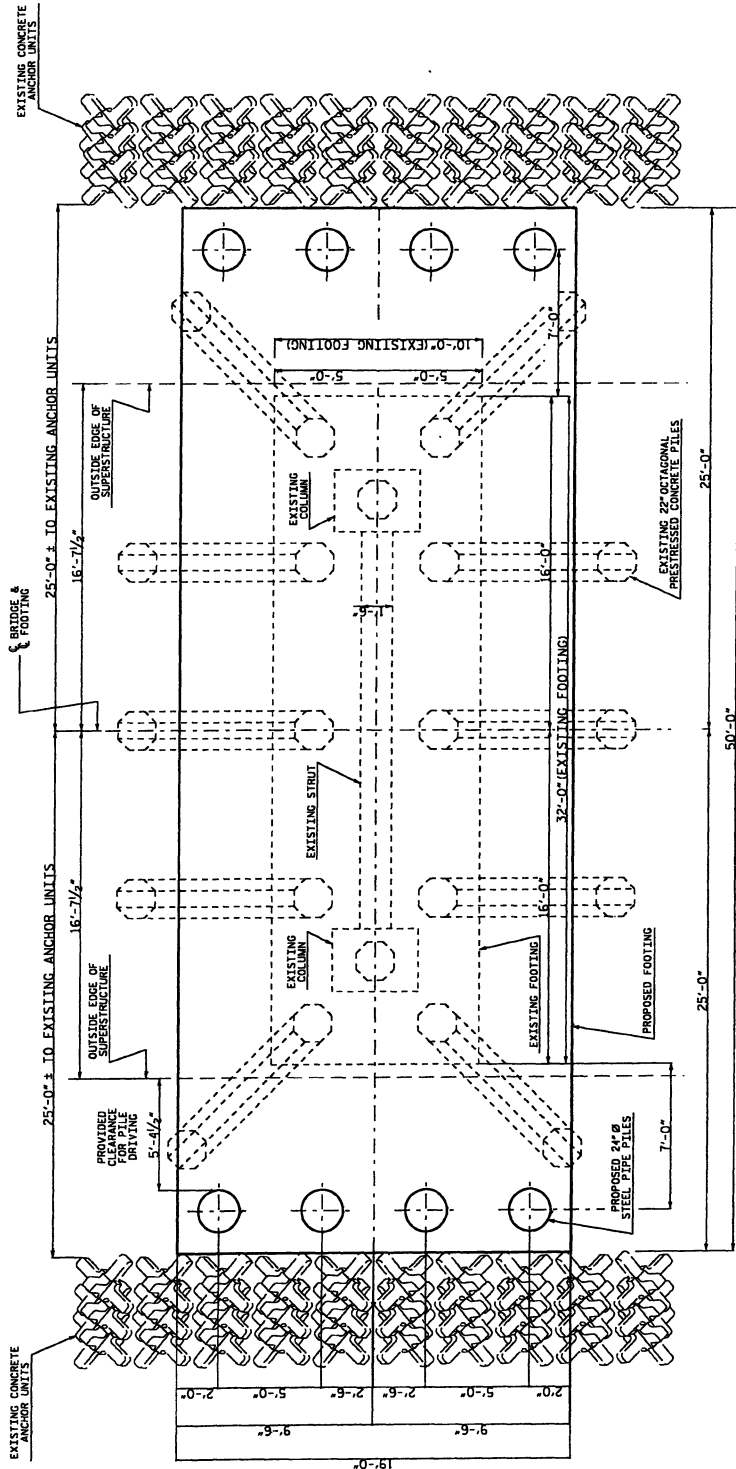 EXISTING CONCRETE
ANCHOR UNITS
EXISTING CONCRETE
ANCHOR UNITS
℄ BRIDGE &
℄ FOOTING
25'-0" ± TO EXISTING ANCHOR UNITS
25'-0" ± TO EXISTING ANCHOR UNITS
16'-7½"
16'-7½"
OUTSIDE EDGE OF
SUPERSTRUCTURE
OUTSIDE EDGE OF
SUPERSTRUCTURE
PROVIDED
CLEARANCE
FOR PILE
DRIVING
5'-4½"
EXISTING
COLUMN
EXISTING STRUT
EXISTING
COLUMN
1'-6"
5'-0"
5'-0"
10'-0" (EXISTING FOOTING)
7'-0"
16'-0"
16'-0"
32'-0" (EXISTING FOOTING)
EXISTING FOOTING
PROPOSED FOOTING
EXISTING 22" OCTAGONAL
PRESTRESSED CONCRETE PILES
PROPOSED 24" Ø
STEEL PIPE PILES
7'-0"
25'-0"
25'-0"
50'-0"
2'-0"
5'-0"
2'-6"
2'-6"
5'-0"
2'0"
9'-6"
9'-6"
19'-0"